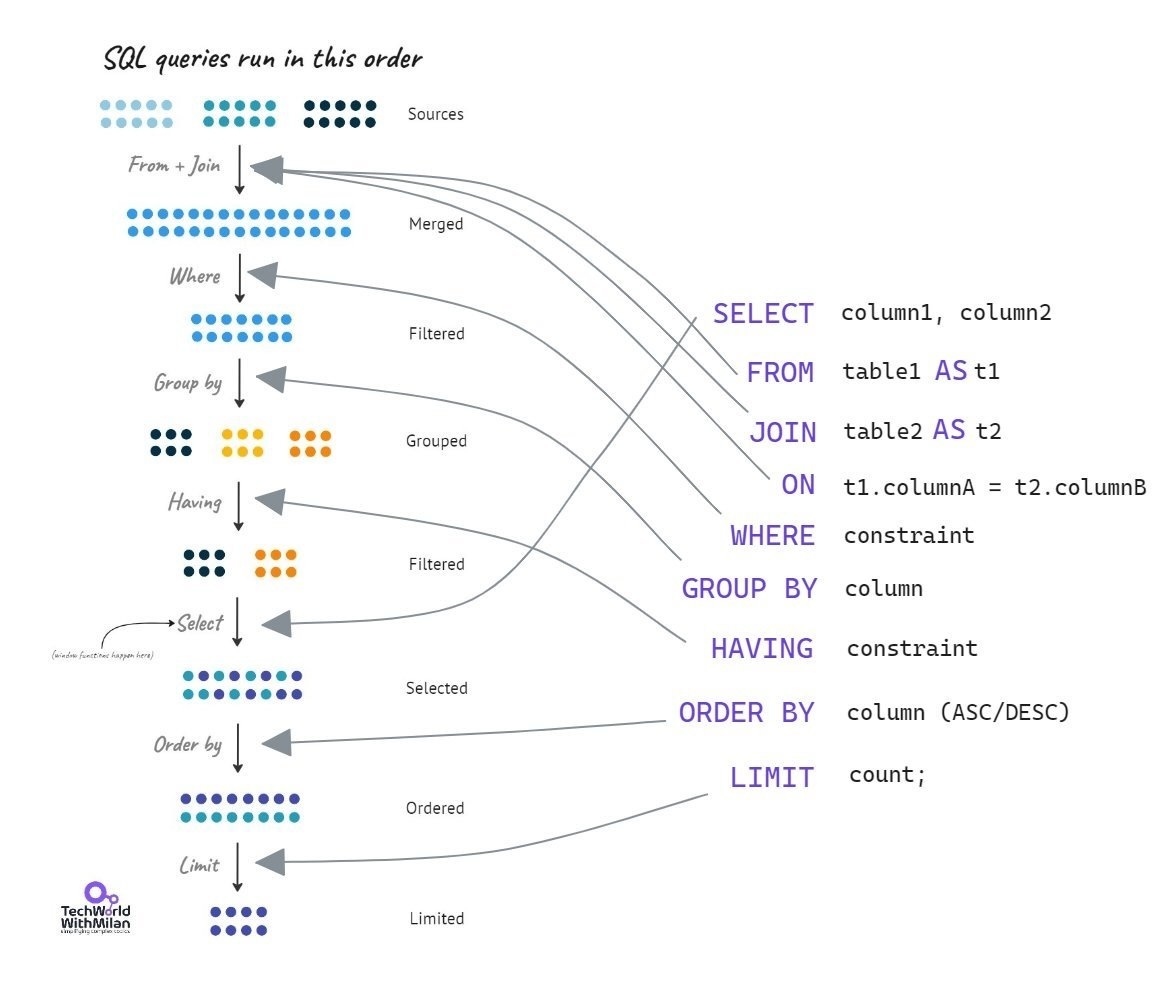 SQL queries run in this order
Sources
From + Join
Merged
Where
Filtered
Group by
Grouped
Having
Filtered
Select
(window functions happen here)
Selected
Order by
Ordered
Limit
Limited
SELECT column1, column2
FROM table1 AS t1
JOIN table2 AS t2
ON t1.columnA = t2.columnB
WHERE constraint
GROUP BY column
HAVING constraint
ORDER BY column (ASC/DESC)
LIMIT count;
TechWorld
WithMilan
simplifying complex topics